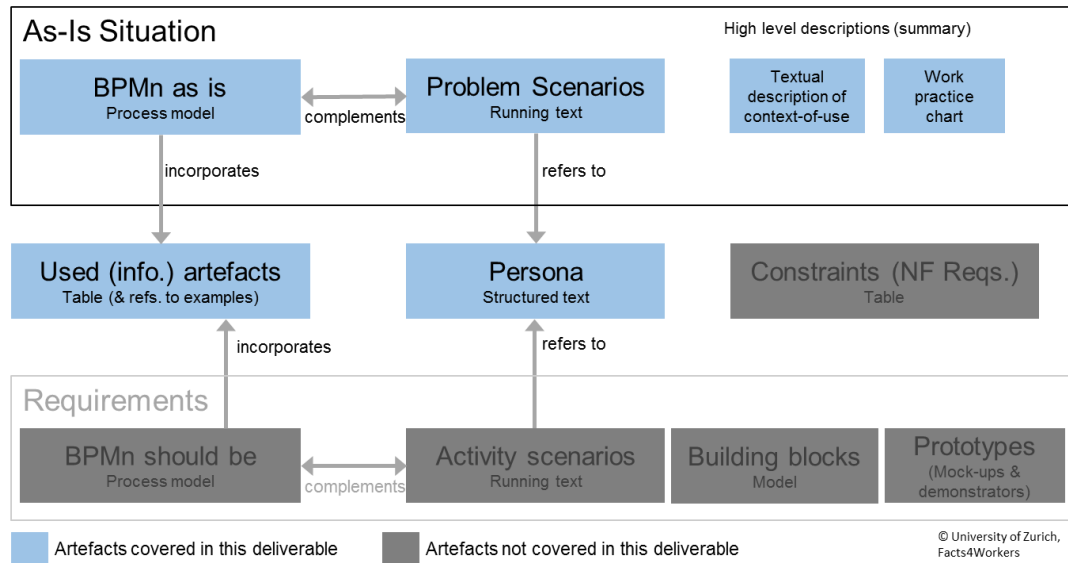 As-Is Situation
High level descriptions (summary)
BPMn as is
Process model
complements
Problem Scenarios
Running text
Textual
description of
context-of-use
Work
practice
chart
incorporates
refers to
Used (info.) artefacts
Table (& refs. to examples)
Persona
Structured text
Constraints (NF Reqs.)
Table
incorporates
refers to
Requirements
BPMn should be
Process model
complements
Activity scenarios
Running text
Building blocks
Model
Prototypes
(Mock-ups &
demonstrators)
Artefacts covered in this deliverable
Artefacts not covered in this deliverable
© University of Zurich,
Facts4Workers